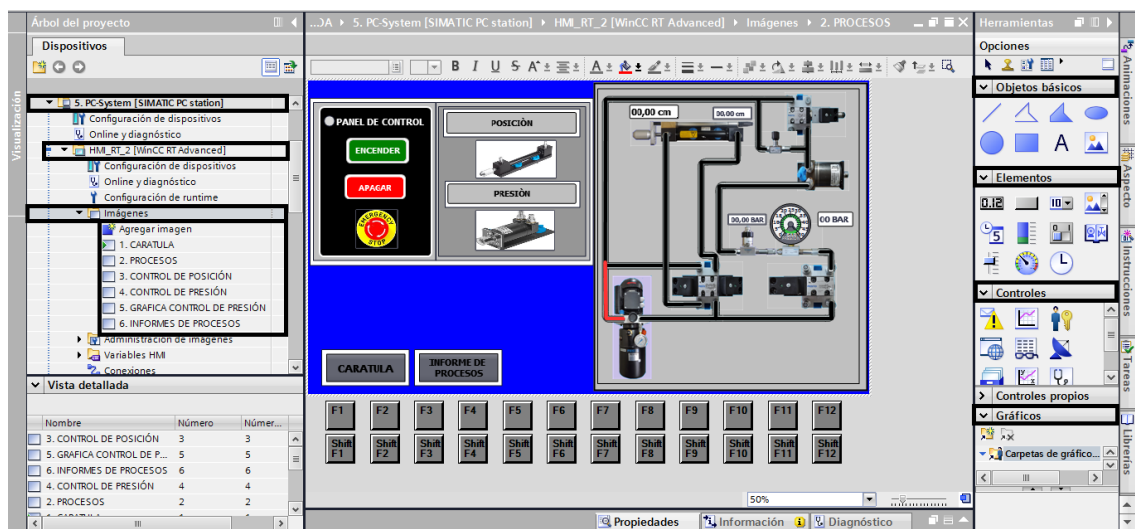 Árbol del proyecto
...OA ▸ 5. PC-System [SIMATIC PC station] ▸ HMI_RT_2 [WinCC RT Advanced] ▸ Imágenes ▸ 2. PROCESOS
Herramientas
Dispositivos
Opciones
B I U S A
Visualización
5. PC-System [SIMATIC PC station]
Configuración de dispositivos
Online y diagnóstico
HMI_RT_2 [WinCC RT Advanced]
Configuración de dispositivos
Online y diagnóstico
Configuración de runtime
Imágenes
Agregar imagen
1. CARATULA
2. PROCESOS
3. CONTROL DE POSICIÓN
4. CONTROL DE PRESIÓN
5. GRAFICA CONTROL DE PRESIÓN
6. INFORMES DE PROCESOS
Administración de imágenes
Variables HMI
Conexiones
Vista detallada
Nombre Número Númer...
3. CONTROL DE POSICIÓN 3 3
5. GRAFICA CONTROL DE P... 5 5
6. INFORMES DE PROCESOS 6 6
4. CONTROL DE PRESIÓN 4 4
2. PROCESOS 2 2
PANEL DE CONTROL
ENCENDER
APAGAR
EMERGENCY
STOP
POSICIÒN
PRESIÒN
CARATULA
INFORME DE
PROCESOS
00,00 cm
00,00 cm
00,00 BAR
00 BAR
F1 F2 F3 F4 F5 F6 F7 F8 F9 F10 F11 F12
Shift Shift Shift Shift Shift Shift Shift Shift Shift Shift Shift Shift
F1 F2 F3 F4 F5 F6 F7 F8 F9 F10 F11 F12
50%
Propiedades
Información
Diagnóstico
Objetos básicos
A
Elementos
Controles
Controles propios
Gráficos
Carpetas de gráfico...
Animaciones
Aspecto
Instrucciones
Tareas
Librerías